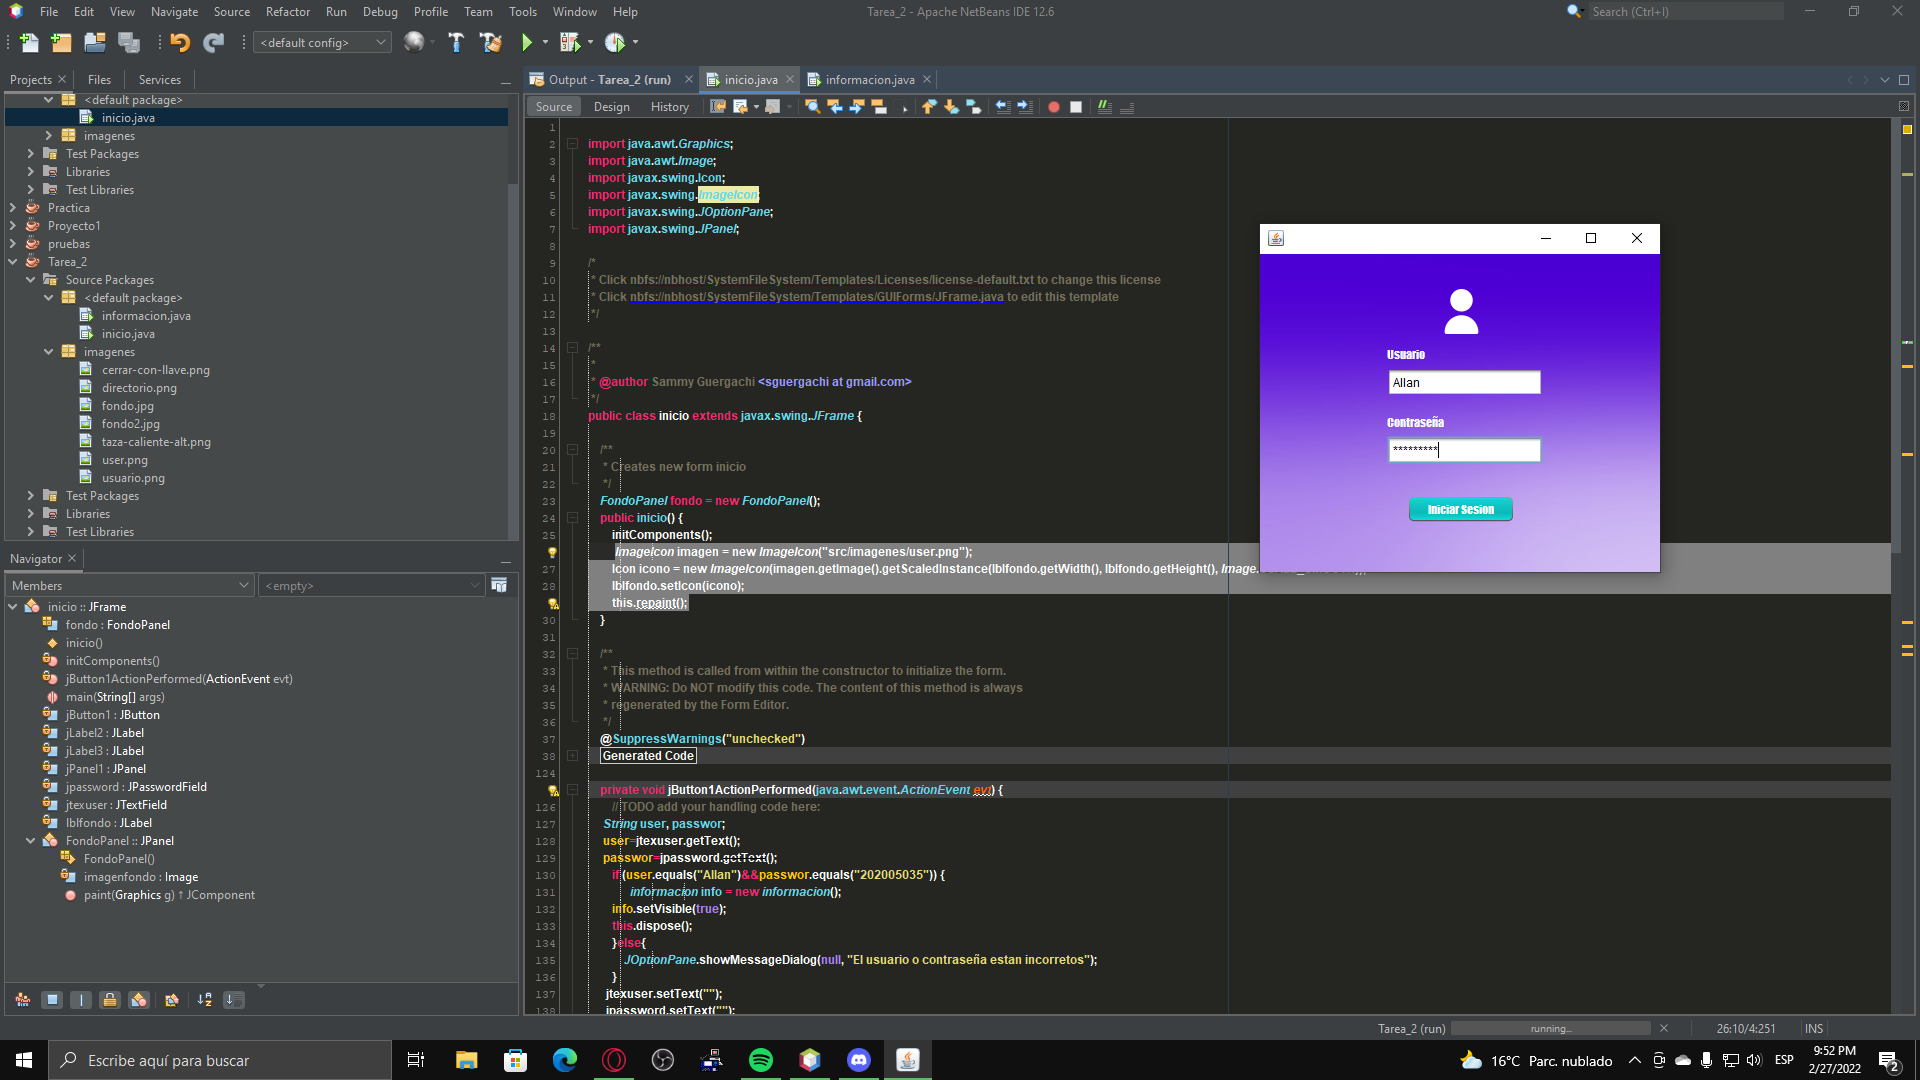 File Edit View Navigate Source Refactor Run Debug Profile Team Tools Window Help
Tarea_2 - Apache NetBeans IDE 12.6
Search (Ctrl+I)
<default config>
Projects Files Services
<default package>
inicio.java
imagenes
Test Packages
Libraries
Test Libraries
Practica
Proyecto1
pruebas
Tarea_2
Source Packages
<default package>
informacion.java
inicio.java
imagenes
cerrar-con-llave.png
directorio.png
fondo.jpg
fondo2.jpg
taza-caliente-alt.png
user.png
usuario.png
Test Packages
Libraries
Test Libraries
Navigator
Members <empty>
inicio :: JFrame
fondo : FondoPanel
inicio()
initComponents()
jButton1ActionPerformed(ActionEvent evt)
main(String[] args)
jButton1 : JButton
jLabel2 : JLabel
jLabel3 : JLabel
jPanel1 : JPanel
jpassword : JPasswordField
jtexuser : JTextField
lblfondo : JLabel
FondoPanel :: JPanel
FondoPanel()
imagenfondo : Image
paint(Graphics g) ↑ JComponent
Output - Tarea_2 (run) inicio.java informacion.java
Source Design History
1
2 import java.awt.Graphics;
3 import java.awt.Image;
4 import javax.swing.Icon;
5 import javax.swing.ImageIcon;
6 import javax.swing.JOptionPane;
7 import javax.swing.JPanel;
8
9 /*
10 * Click nbfs://nbhost/SystemFileSystem/Templates/Licenses/license-default.txt to change this license
11 * Click nbfs://nbhost/SystemFileSystem/Templates/GUIForms/JFrame.java to edit this template
12 */
13
14 /**
15 *
16 * @author Sammy Guergachi <sguergachi at gmail.com>
17 */
18 public class inicio extends javax.swing.JFrame {
19
20 /**
21 * Creates new form inicio
22 */
23 FondoPanel fondo = new FondoPanel();
24 public inicio() {
25 initComponents();
ImageIcon imagen = new ImageIcon("src/imagenes/user.png");
27 Icon icono = new ImageIcon(imagen.getImage().getScaledInstance(lblfondo.getWidth(), lblfondo.getHeight(), Image.
28 lblfondo.setIcon(icono);
this.repaint();
30 }
31
32 /**
33 * This method is called from within the constructor to initialize the form.
34 * WARNING: Do NOT modify this code. The content of this method is always
35 * regenerated by the Form Editor.
36 */
37 @SuppressWarnings("unchecked")
38 Generated Code
124
private void jButton1ActionPerformed(java.awt.event.ActionEvent evt) {
126 // TODO add your handling code here:
127 String user, passwor;
128 user=jtexuser.getText();
129 passwor=jpassword.getText();
130 if(user.equals("Allan")&&passwor.equals("202005035")) {
131 informacion info = new informacion();
132 info.setVisible(true);
133 this.dispose();
134 }else{
135 JOptionPane.showMessageDialog(null, "El usuario o contraseña estan incorretos");
136 }
137 jtexuser.setText("");
138 jpassword.setText("");
Usuario
Allan
Contraseña
*********
Iniciar Sesion
Tarea_2 (run) running... 26:10/4:251 INS
Escribe aquí para buscar
16°C Parc. nublado
ESP
9:52 PM
2/27/2022
2